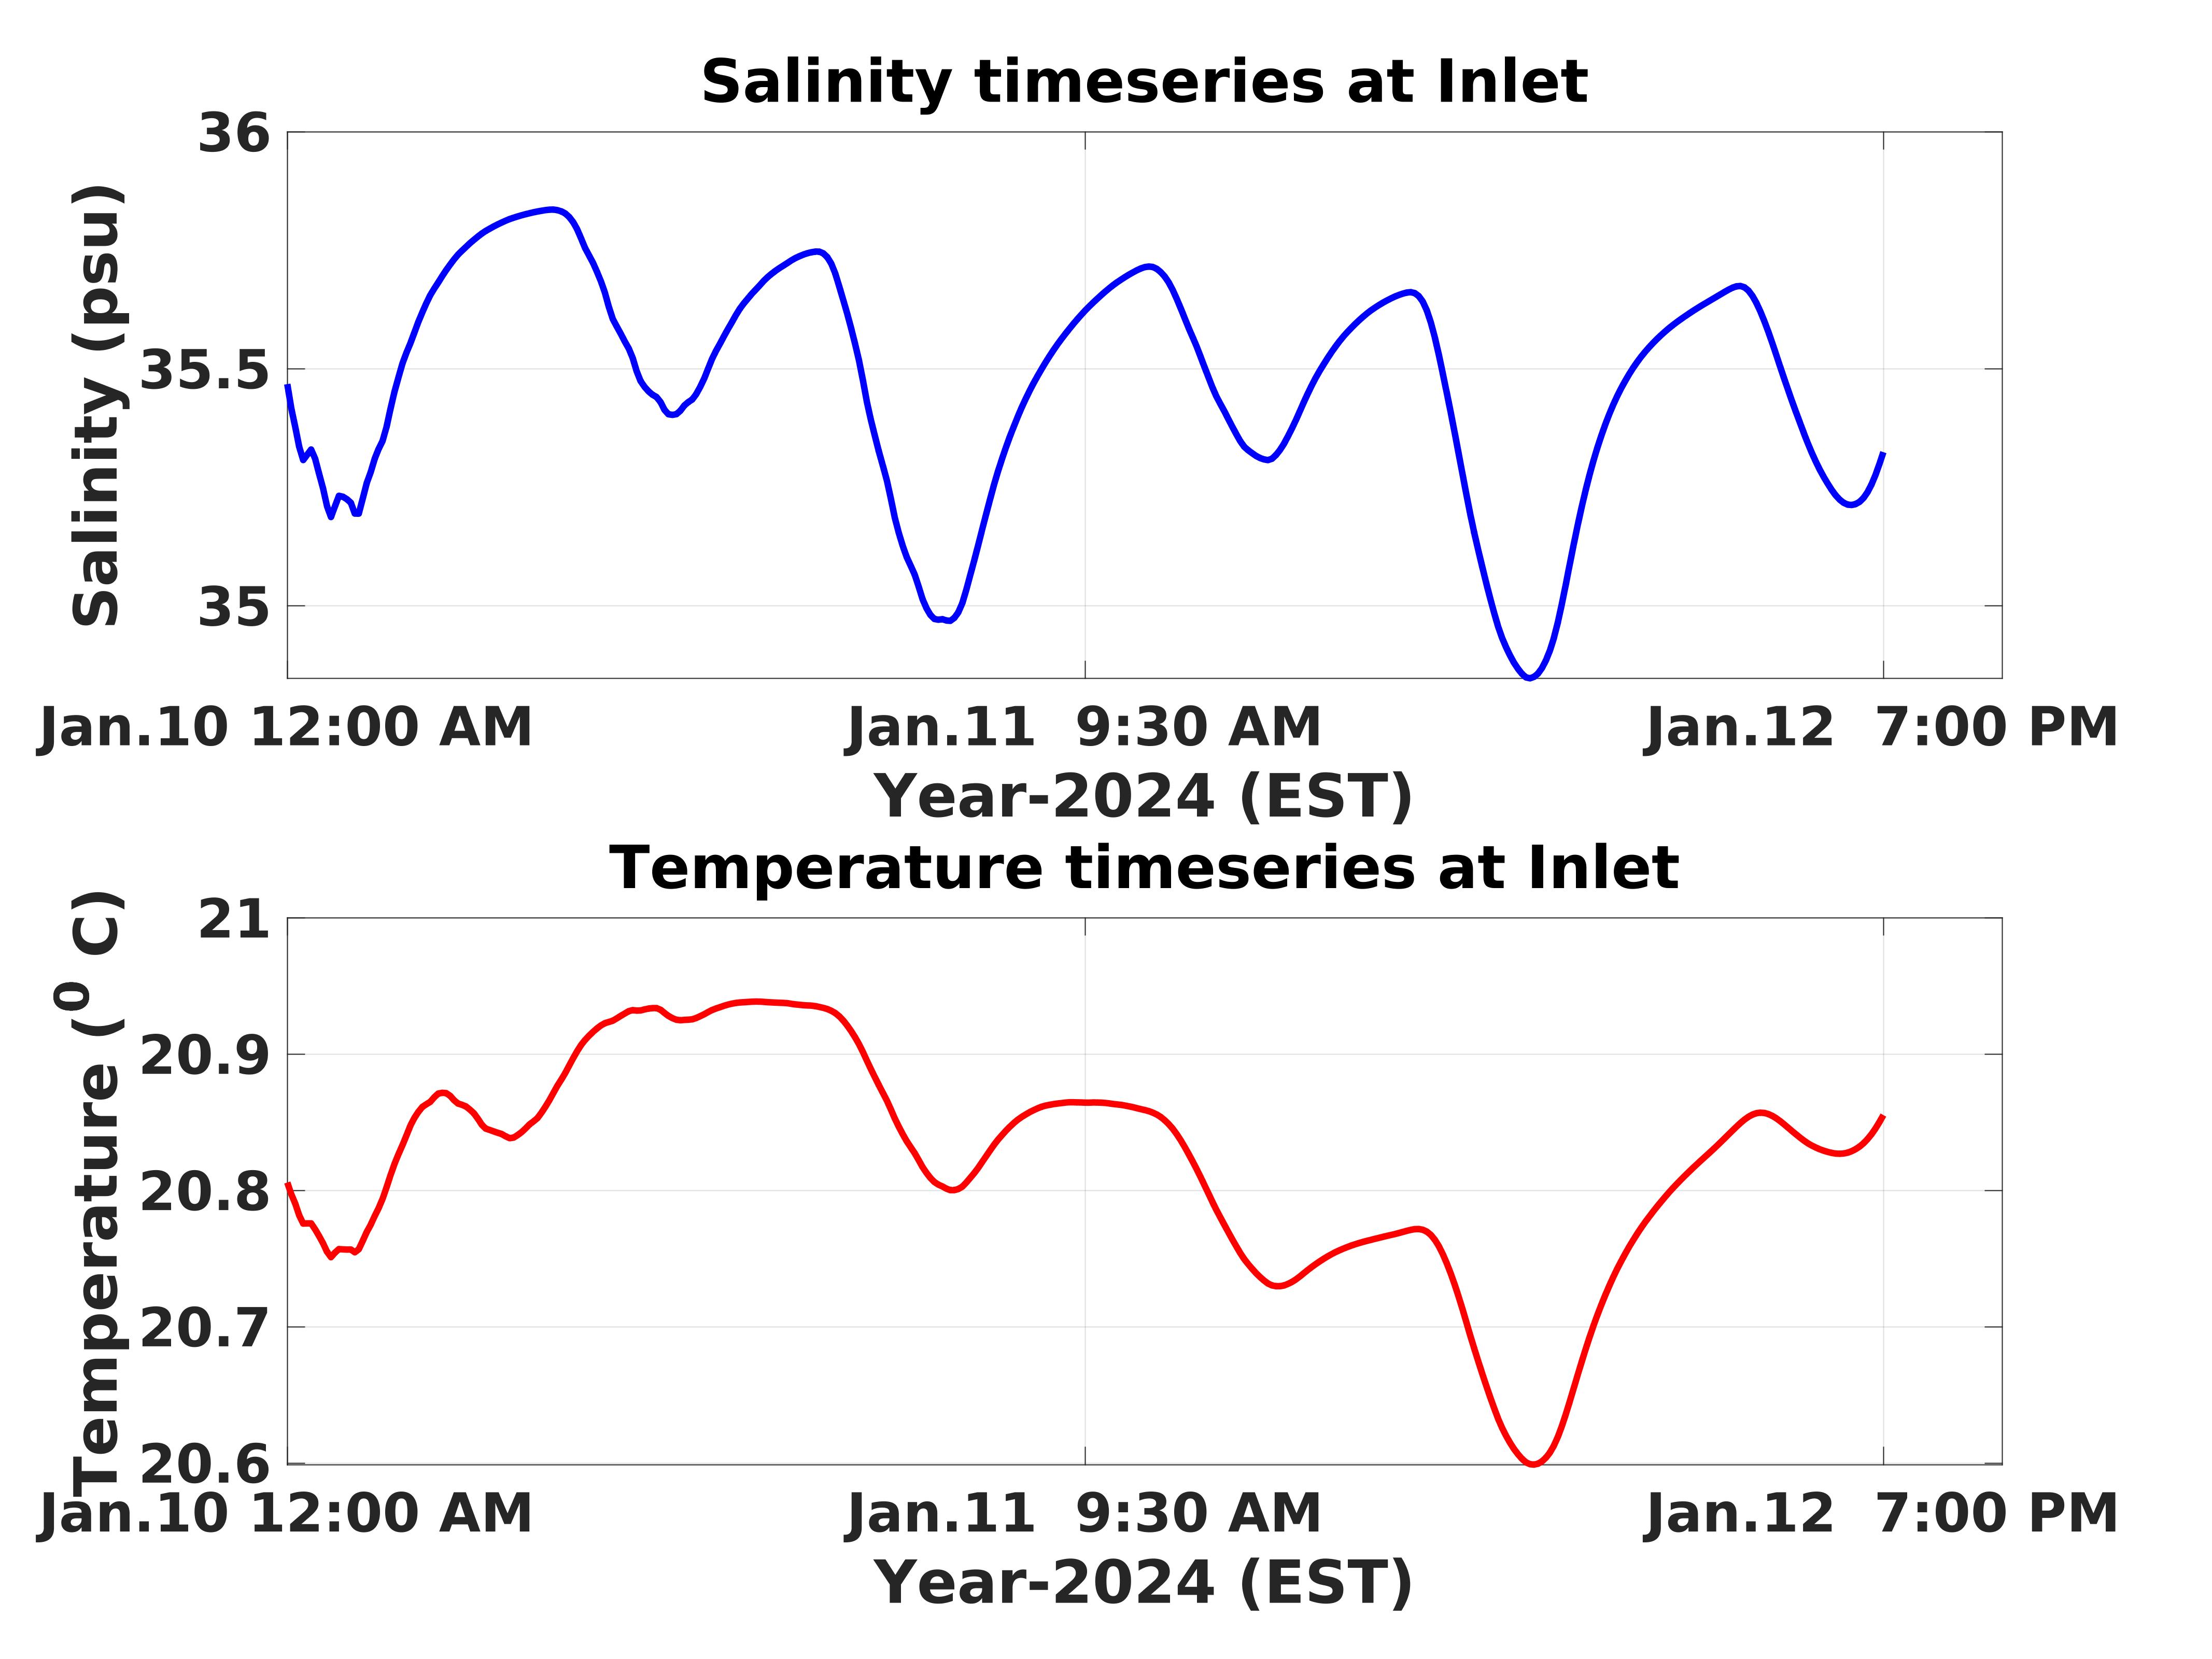 Salinity timeseries at Inlet
Salinity (psu)
36
35.5
35
Jan.10 12:00 AM
Jan.11  9:30 AM
Jan.12  7:00 PM
Year-2024 (EST)
Temperature timeseries at Inlet
Temperature (⁰ C)
21
20.9
20.8
20.7
20.6
Jan.10 12:00 AM
Jan.11  9:30 AM
Jan.12  7:00 PM
Year-2024 (EST)